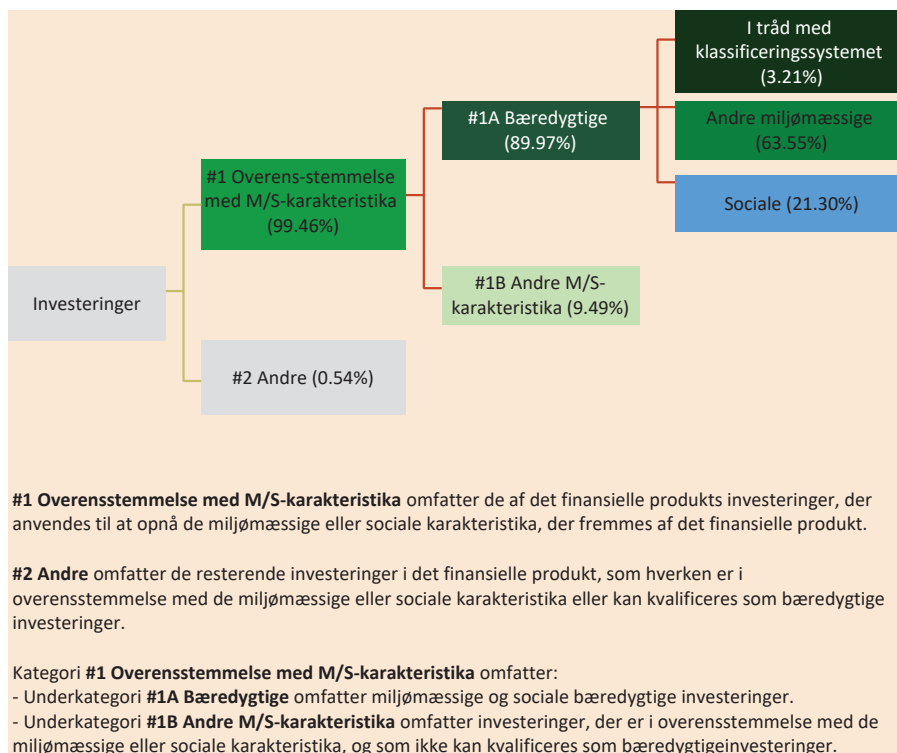 I tråd med
klassificeringssystemet
(3.21%)
#1A Bæredygtige
(89.97%)
Andre miljømæssige
(63.55%)
#1 Overens-stemmelse
med M/S-karakteristika
(99.46%)
Sociale (21.30%)
#1B Andre M/S-
karakteristika (9.49%)
Investeringer
#2 Andre (0.54%)
#1 Overensstemmelse med M/S-karakteristika omfatter de af det finansielle produkts investeringer, der
anvendes til at opnå de miljømæssige eller sociale karakteristika, der fremmes af det finansielle produkt.
#2 Andre omfatter de resterende investeringer i det finansielle produkt, som hverken er i
overensstemmelse med de miljømæssige eller sociale karakteristika eller kan kvalificeres som bæredygtige
investeringer.
Kategori #1 Overensstemmelse med M/S-karakteristika omfatter:
- Underkategori #1A Bæredygtige omfatter miljømæssige og sociale bæredygtige investeringer.
- Underkategori #1B Andre M/S-karakteristika omfatter investeringer, der er i overensstemmelse med de
miljømæssige eller sociale karakteristika, og som ikke kan kvalificeres som bæredygtigeinvesteringer.